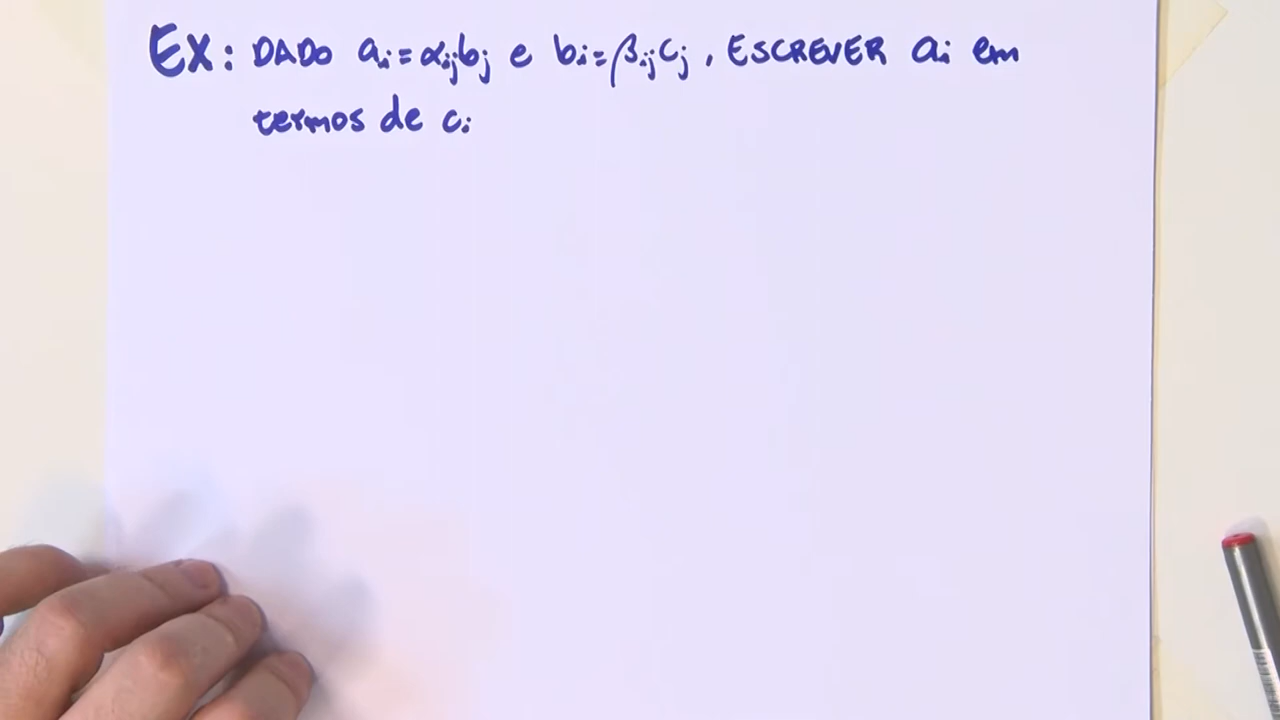 EX: DADO aᵢ=αᵢⱼbⱼ e bᵢ=βᵢⱼcⱼ, ESCREVER aᵢ em
termos de cᵢ